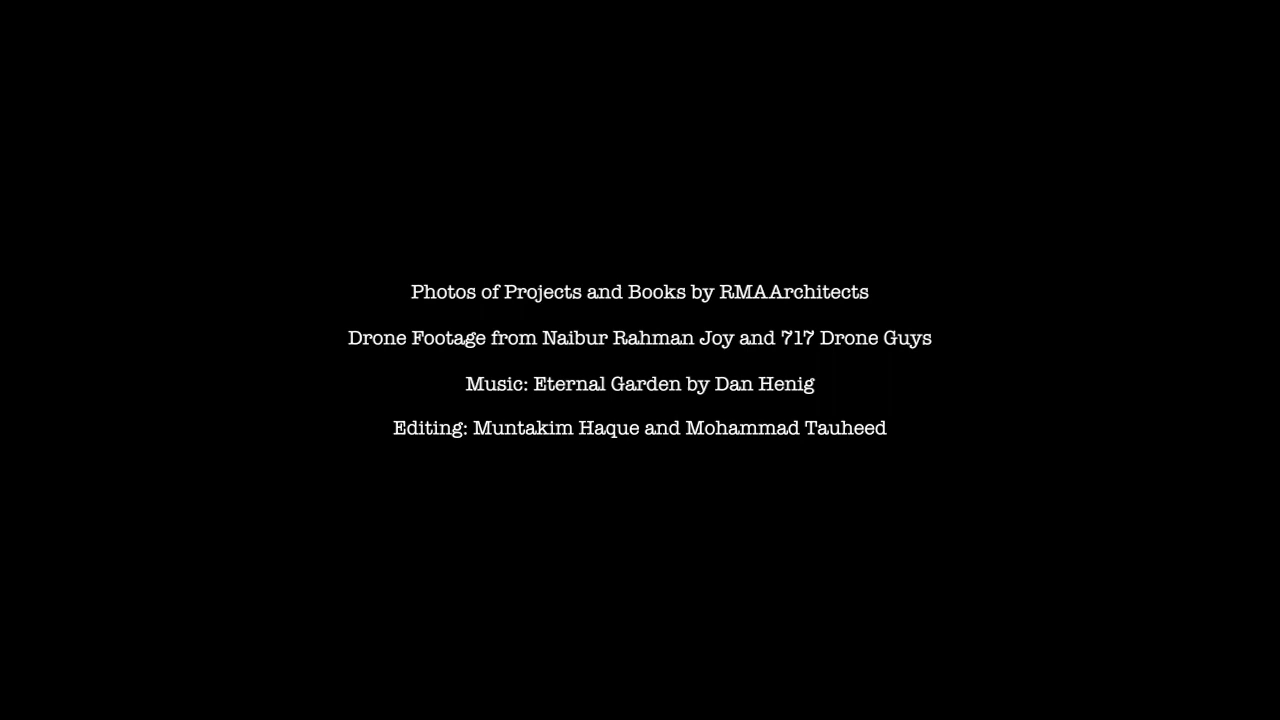 Photos of Projects and Books by RMAArchitects
Drone Footage from Naibur Rahman Joy and 717 Drone Guys
Music: Eternal Garden by Dan Henig
Editing: Muntakim Haque and Mohammad Tauheed